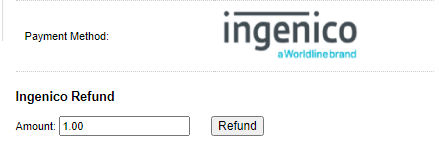 Payment Method:
ingenico
a Worldline brand
Ingenico Refund
Amount: 1.00 Refund